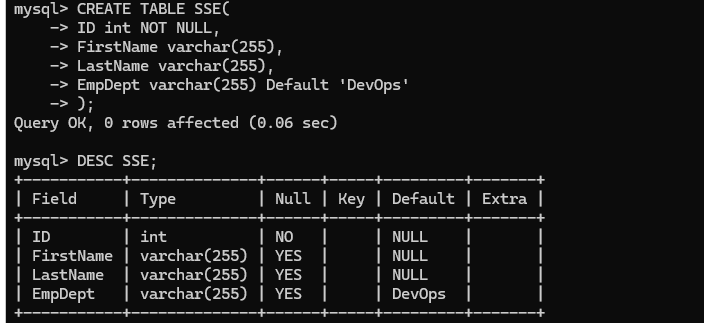 mysql> CREATE TABLE SSE(
    -> ID int NOT NULL,
    -> FirstName varchar(255),
    -> LastName varchar(255),
    -> EmpDept varchar(255) Default 'DevOps'
    -> );
Query OK, 0 rows affected (0.06 sec)

mysql> DESC SSE;
+-----------+--------------+------+-----+---------+-------+
| Field     | Type         | Null | Key | Default | Extra |
+-----------+--------------+------+-----+---------+-------+
| ID        | int          | NO   |     | NULL    |       |
| FirstName | varchar(255) | YES  |     | NULL    |       |
| LastName  | varchar(255) | YES  |     | NULL    |       |
| EmpDept   | varchar(255) | YES  |     | DevOps  |       |
+-----------+--------------+------+-----+---------+-------+